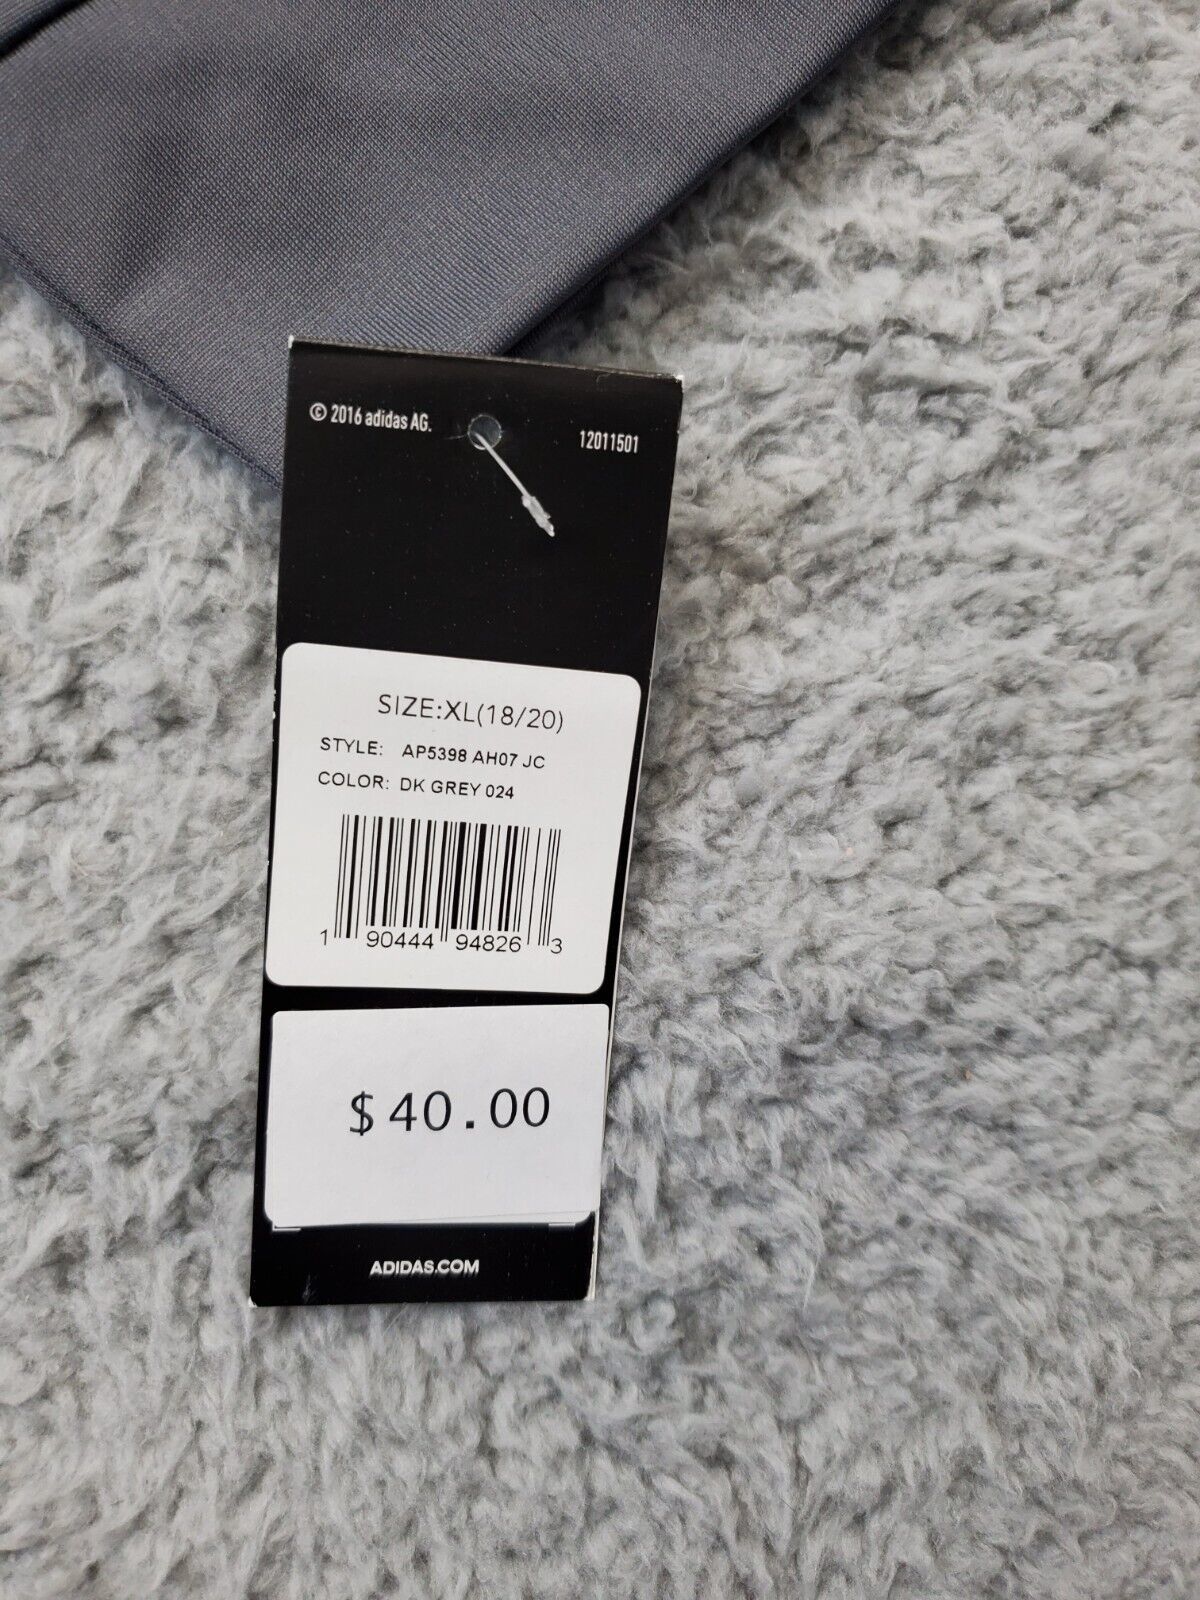 © 2016 adidas AG.
12011501
SIZE:XL(18/20)
STYLE: AP5398 AH07 JC
COLOR: DK GREY 024
1 90444 94826 3
$40.00
ADIDAS.COM